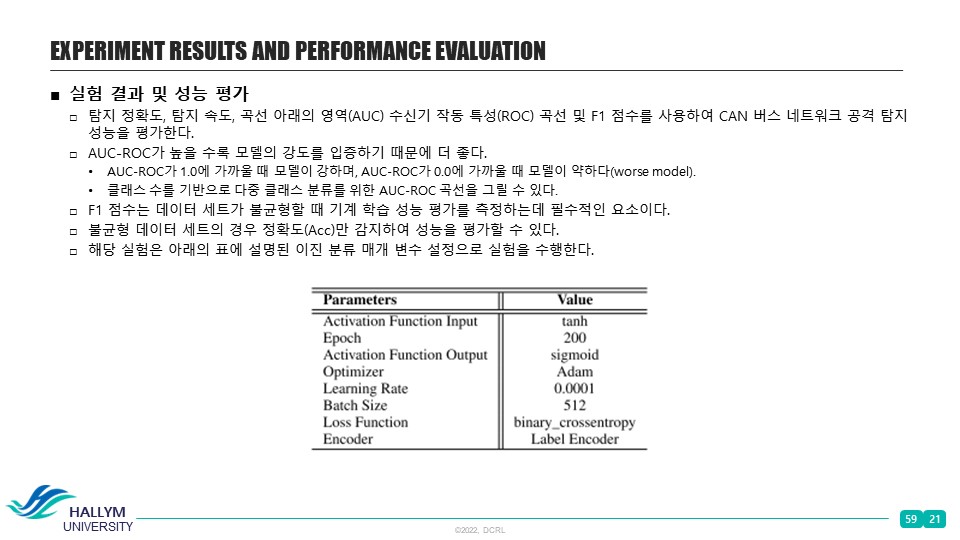 EXPERIMENT RESULTS AND PERFORMANCE EVALUATION
■ 실험 결과 및 성능 평가
□ 탐지 정확도, 탐지 속도, 곡선 아래의 영역(AUC) 수신기 작동 특성(ROC) 곡선 및 F1 점수를 사용하여 CAN 버스 네트워크 공격 탐지
성능을 평가한다.
□ AUC-ROC가 높을 수록 모델의 강도를 입증하기 때문에 더 좋다.
• AUC-ROC가 1.0에 가까울 때 모델이 강하며, AUC-ROC가 0.0에 가까울 때 모델이 약하다(worse model).
• 클래스 수를 기반으로 다중 클래스 분류를 위한 AUC-ROC 곡선을 그릴 수 있다.
□ F1 점수는 데이터 세트가 불균형할 때 기계 학습 성능 평가를 측정하는데 필수적인 요소이다.
□ 불균형 데이터 세트의 경우 정확도(Acc)만 감지하여 성능을 평가할 수 있다.
□ 해당 실험은 아래의 표에 설명된 이진 분류 매개 변수 설정으로 실험을 수행한다.
Parameters Value
Activation Function Input tanh
Epoch 200
Activation Function Output sigmoid
Optimizer Adam
Learning Rate 0.0001
Batch Size 512
Loss Function binary_crossentropy
Encoder Label Encoder
HALLYM
UNIVERSITY
©2022, DCRL
59 21